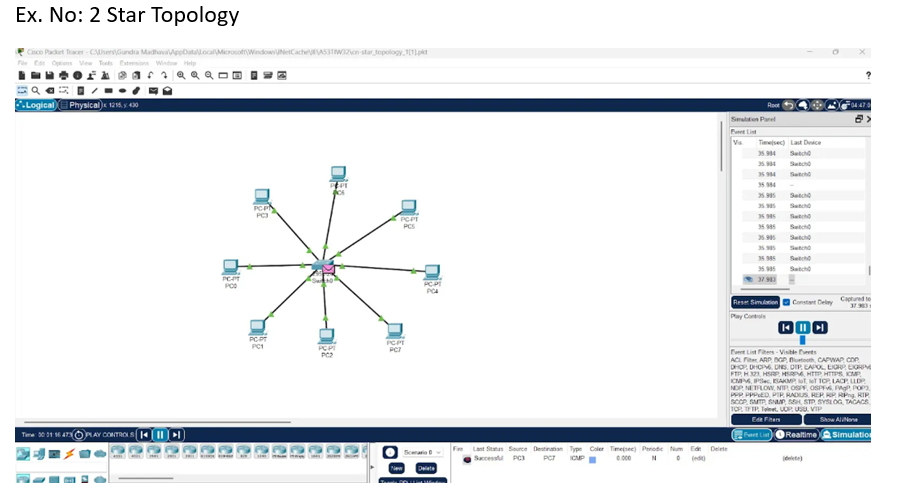 Ex. No: 2 Star Topology
Cisco Packet Tracer - C:\Users\Gundra Madhava\AppData\Local\Microsoft\Windows\INetCache\IE\A53TIW32\cn-star_topology_1[1].pkt
File Edit Options View Tools Extensions Window Help
Logical Physical x: 1215, y: 430 Root
Simulation Panel
Event List
Vis. Time(sec) Last Device
35.984 Switch0
35.984 Switch0
35.984 Switch0
35.984 --
35.985 Switch0
35.985 Switch0
35.985 Switch0
35.985 Switch0
35.985 Switch0
35.985 Switch0
35.985 Switch0
35.985 Switch0
37.983 --
Reset Simulation Constant Delay Captured to
37.983
Play Controls
Event List Filters - Visible Events
ACL Filter, ARP, BGP, Bluetooth, CAPWAP, CDP,
DHCP, DHCPv6, DNS, DTP, EAPOL, EIGRP, EIGRPv6
FTP, H.323, HSRP, HSRPv6, HTTP, HTTPS, ICMP,
ICMPv6, IPSec, ISAKMP, IoT, IoT TCP, LACP, LLDP,
NDP, NETFLOW, NTP, OSPF, OSPFv6, PAgP, POP3,
PPP, PPPoED, PTP, RADIUS, REP, RIP, RIPng, RTP,
SCCP, SMTP, SNMP, SSH, STP, SYSLOG, TACACS,
TCP, TFTP, Telnet, UDP, USB, VTP
Edit Filters Show All/None
Event List Realtime Simulation
PC-PT
PC6
PC-PT
PC3
PC-PT
PC5
PC-PT
PC0
Switch0
PC-PT
PC4
PC-PT
PC1
PC-PT
PC2
PC-PT
PC7
Time: 00:31:16.473 PLAY CONTROLS:
Scenario 0
New Delete
Toggle PDU List Window
Fire Last Status Source Destination Type Color Time(sec) Periodic Num Edit Delete
Successful PC3 PC7 ICMP 0.000 N 0 (edit) (delete)